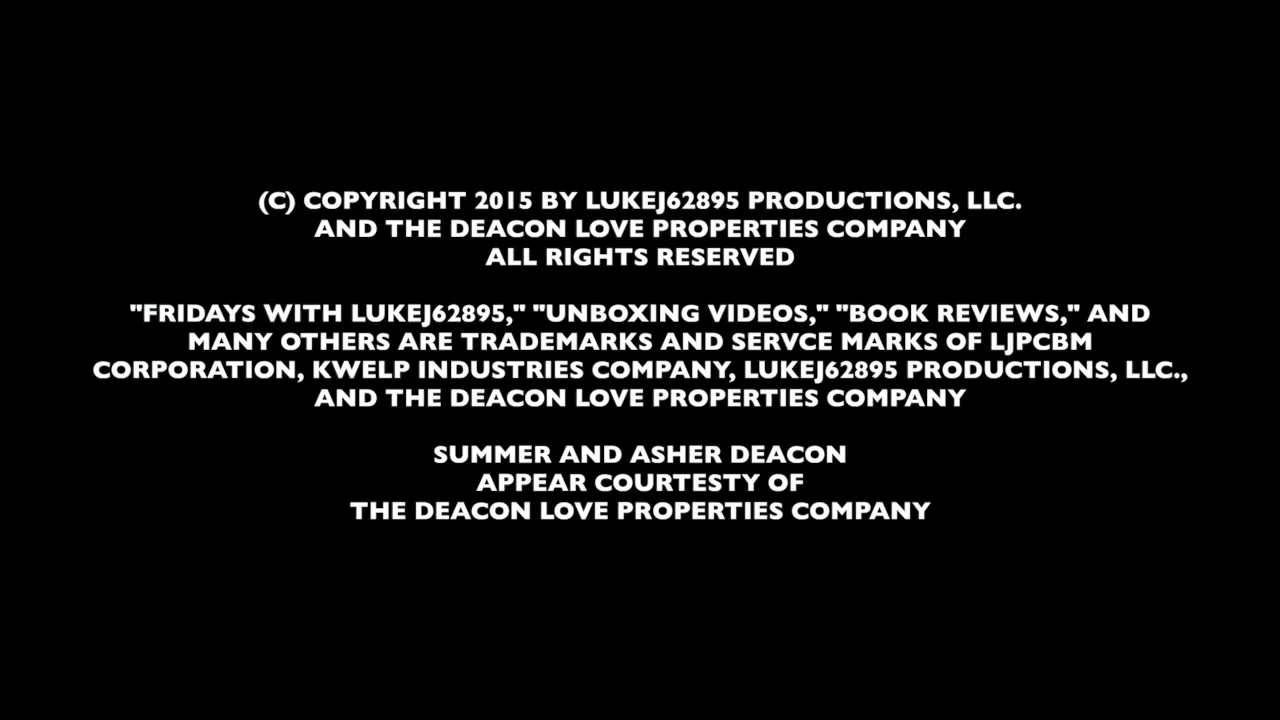 (C) COPYRIGHT 2015 BY LUKEJ62895 PRODUCTIONS, LLC.
AND THE DEACON LOVE PROPERTIES COMPANY
ALL RIGHTS RESERVED
"FRIDAYS WITH LUKEJ62895," "UNBOXING VIDEOS," "BOOK REVIEWS," AND
MANY OTHERS ARE TRADEMARKS AND SERVCE MARKS OF LJPCBM
CORPORATION, KWELP INDUSTRIES COMPANY, LUKEJ62895 PRODUCTIONS, LLC.,
AND THE DEACON LOVE PROPERTIES COMPANY
SUMMER AND ASHER DEACON
APPEAR COURTESTY OF
THE DEACON LOVE PROPERTIES COMPANY